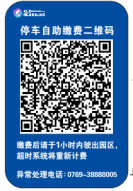 停车自助缴费二维码
缴费后请于1小时内驶出园区，
超时系统将重新计费
异常处理电话：0769-38888005